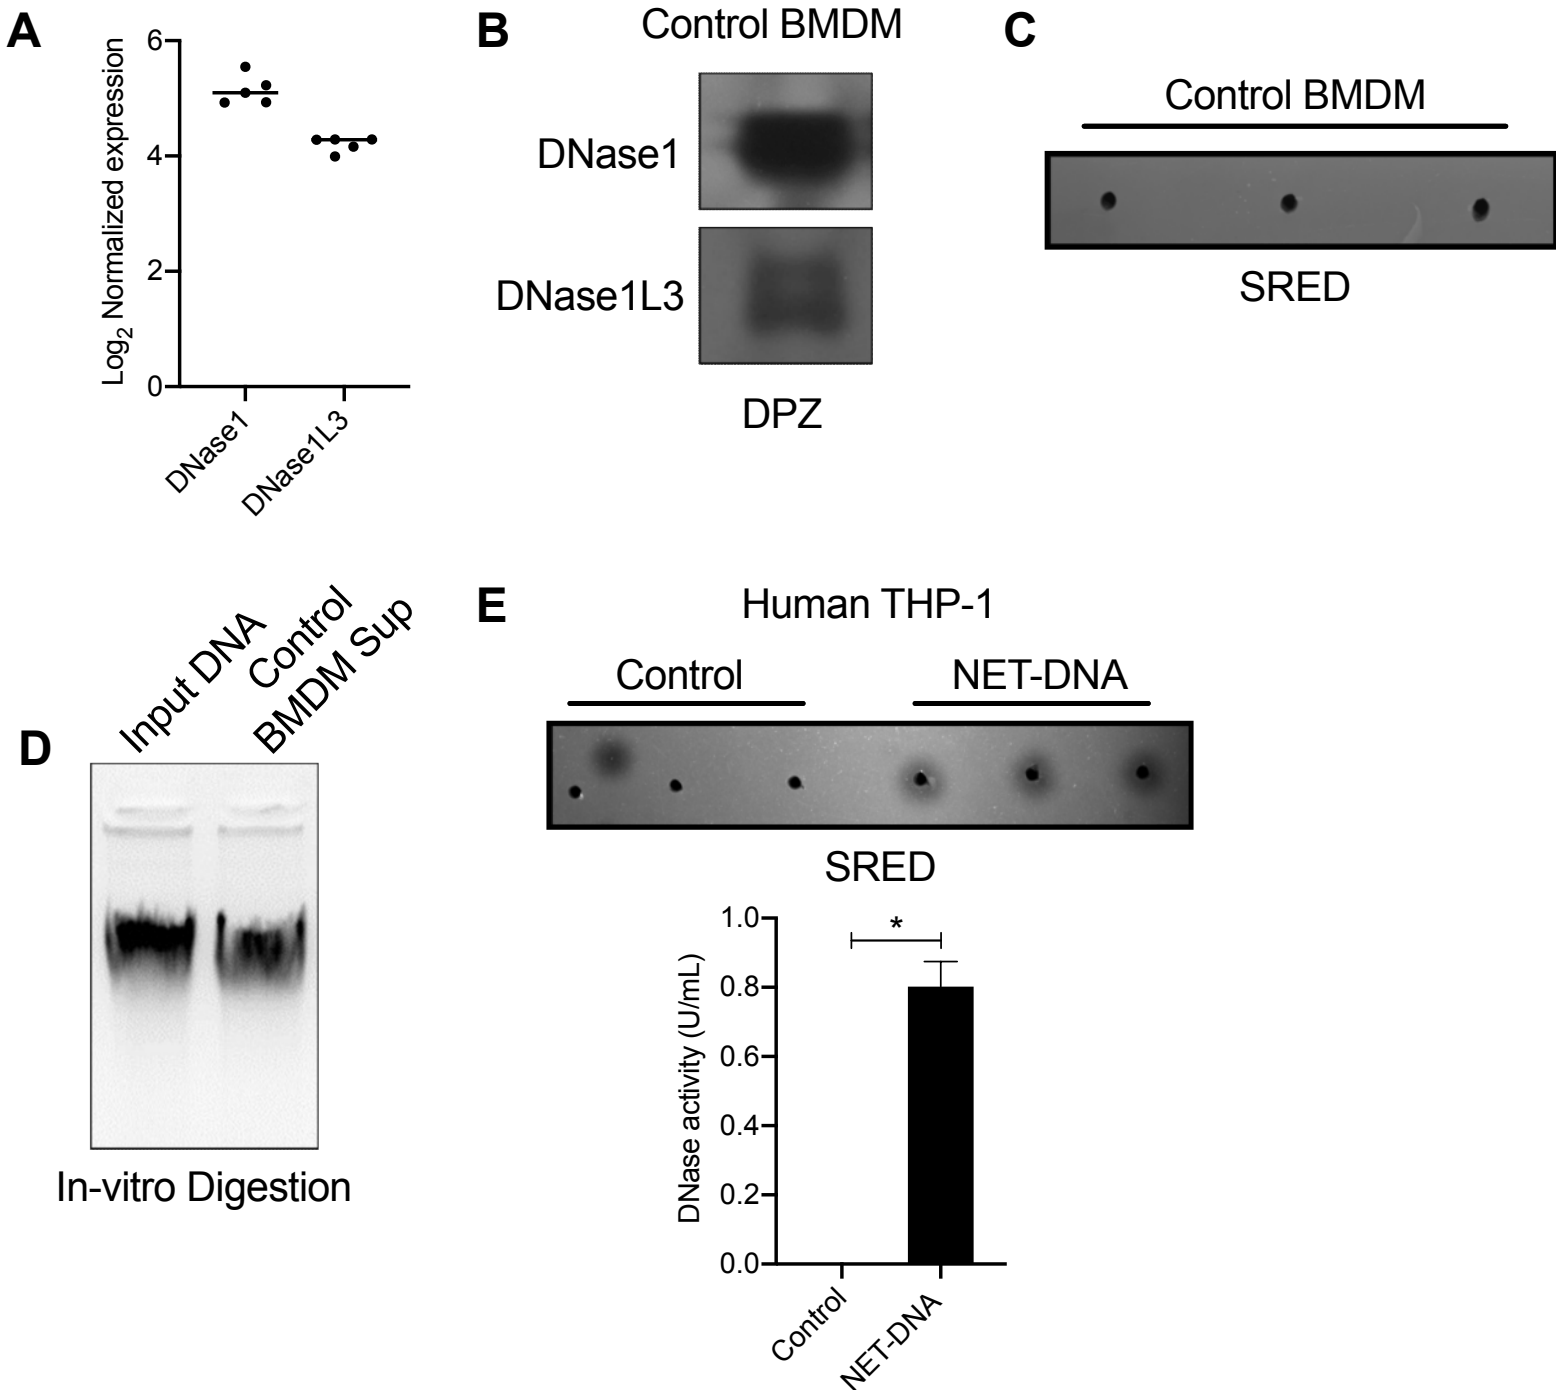 A
6
4
2
0
Log2 Normalized expression
DNase1
DNase1L3
B
Control BMDM
DNase1
DNase1L3
DPZ
C
Control BMDM
SRED
D
Input DNA
Control
BMDM Sup
In-vitro Digestion
E
Human THP-1
Control
NET-DNA
SRED
1.0
0.8
0.6
0.4
0.2
0.0
DNase activity (U/mL)
*
Control
NET-DNA